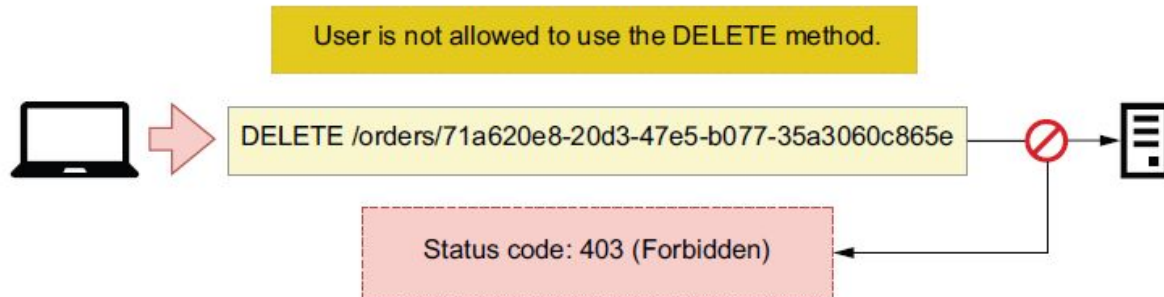 User is not allowed to use the DELETE method.
DELETE /orders/71a620e8-20d3-47e5-b077-35a3060c865e
Status code: 403 (Forbidden)